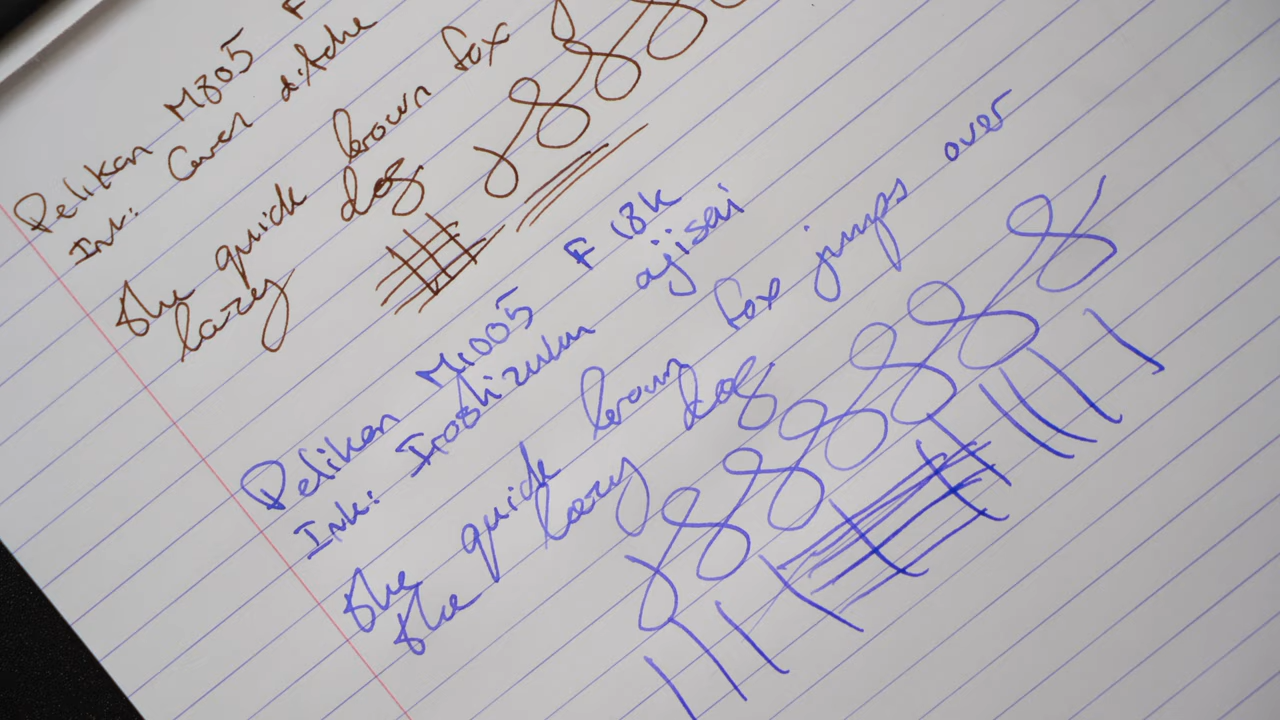 Pelikan M805 F
Ink: Caran d'Ache
the quick brown fox
lazy dog
Pelikan M1005 F 18k
Ink: Iroshizuku ajisai
the quick brown fox jumps over
the lazy dog